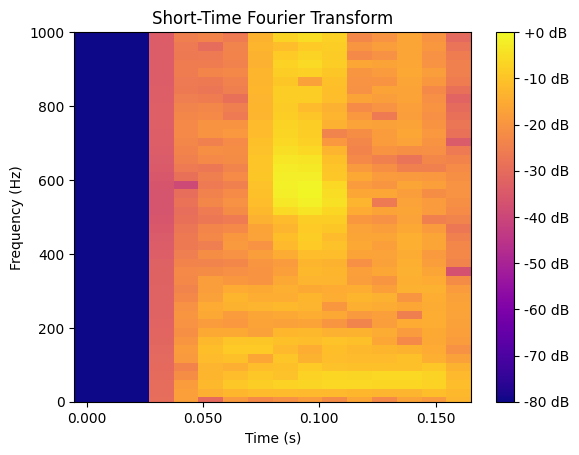 Short-Time Fourier Transform
1000
800
600
400
200
0
Frequency (Hz)
0.000
0.050
0.100
0.150
Time (s)
+0 dB
-10 dB
-20 dB
-30 dB
-40 dB
-50 dB
-60 dB
-70 dB
-80 dB